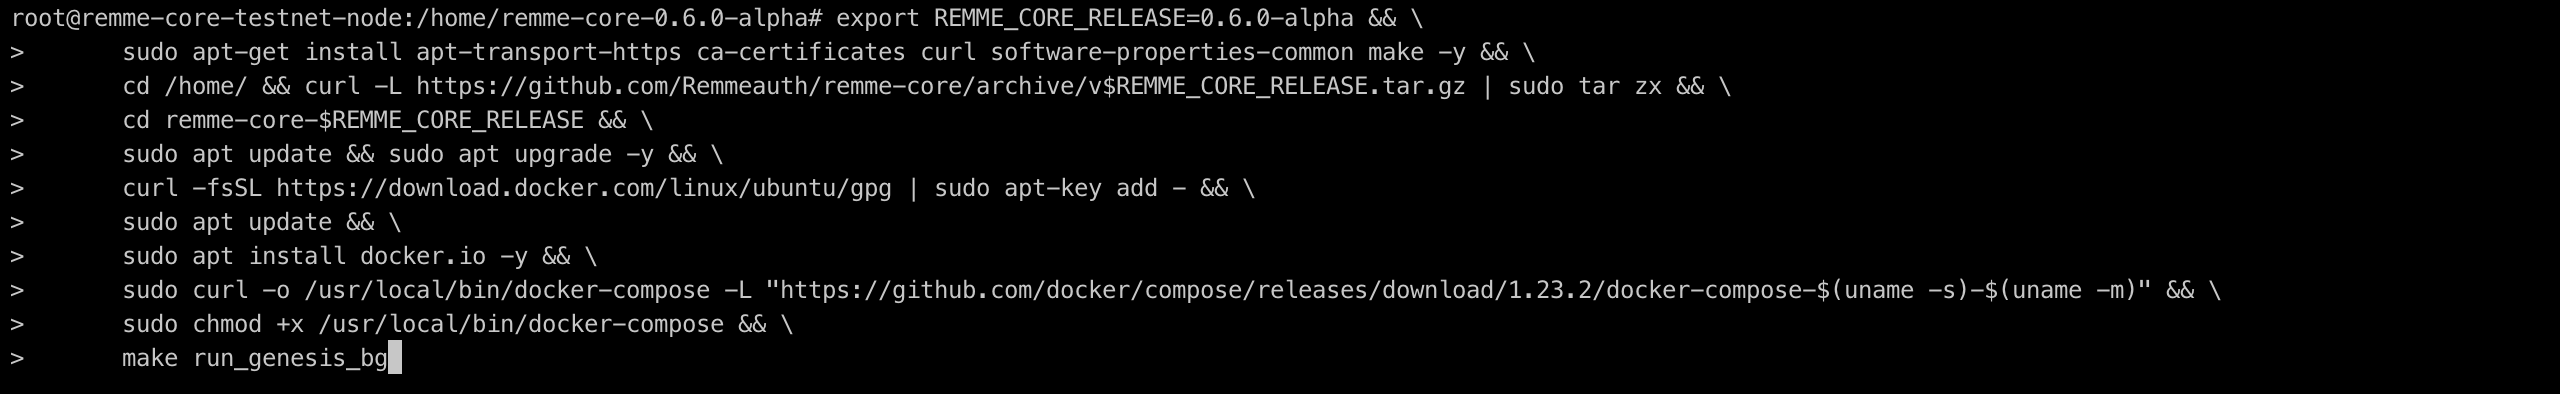 root@remme-core-testnet-node:/home/remme-core-0.6.0-alpha# export REMME_CORE_RELEASE=0.6.0-alpha && \
>       sudo apt-get install apt-transport-https ca-certificates curl software-properties-common make -y && \
>       cd /home/ && curl -L https://github.com/Remmeauth/remme-core/archive/v$REMME_CORE_RELEASE.tar.gz | sudo tar zx && \
>       cd remme-core-$REMME_CORE_RELEASE && \
>       sudo apt update && sudo apt upgrade -y && \
>       curl -fsSL https://download.docker.com/linux/ubuntu/gpg | sudo apt-key add - && \
>       sudo apt update && \
>       sudo apt install docker.io -y && \
>       sudo curl -o /usr/local/bin/docker-compose -L "https://github.com/docker/compose/releases/download/1.23.2/docker-compose-$(uname -s)-$(uname -m)" && \
>       sudo chmod +x /usr/local/bin/docker-compose && \
>       make run_genesis_bg